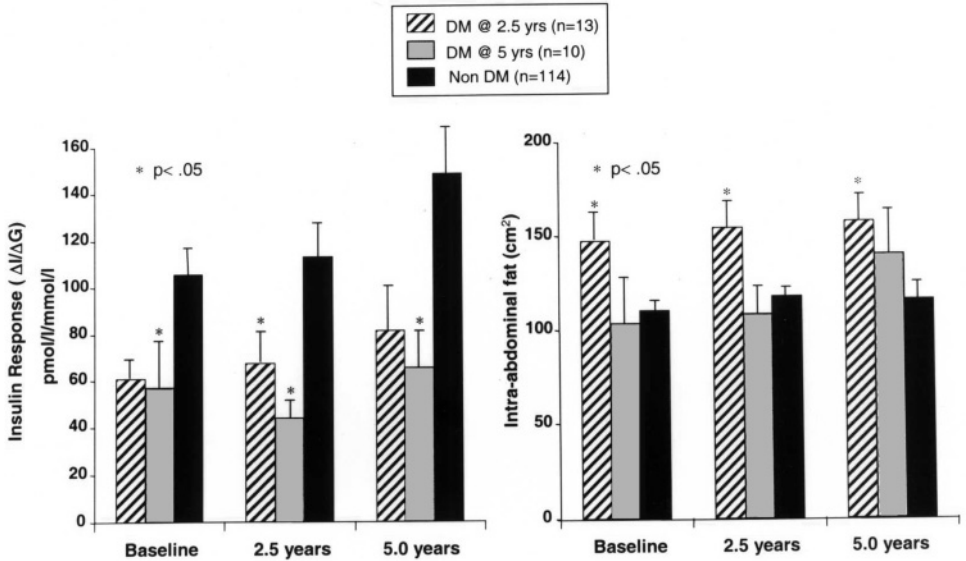 DM @ 2.5 yrs (n=13)
DM @ 5 yrs (n=10)
Non DM (n=114)
Insulin Response ( ΔI/ΔG)
pmol/l/mmol/l
160
140
120
100
80
60
40
20
0
* p< .05
*
*
*
*
Baseline
2.5 years
5.0 years
Intra-abdominal fat (cm²)
200
150
100
50
0
* p< .05
*
*
*
Baseline
2.5 years
5.0 years